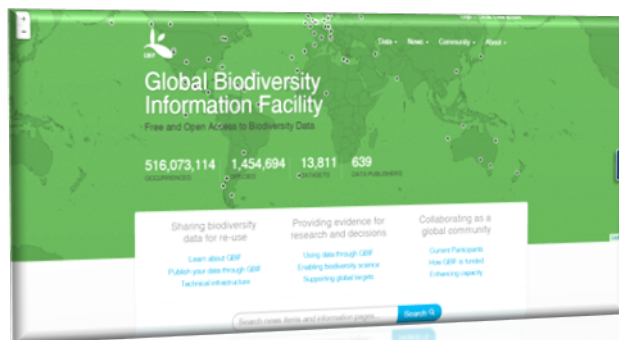 GBIF
Data News Community About
Global Biodiversity
Information Facility
Free and Open Access to Biodiversity Data
516,073,114 1,454,694 13,811 639
OCCURRENCES SPECIES DATASETS DATA PUBLISHERS
Sharing biodiversity
data for re-use
Learn about GBIF
Publish your data through GBIF
Technical infrastructure
Providing evidence for
research and decisions
Using data through GBIF
Enabling biodiversity science
Supporting global targets
Collaborating as a
global community
Current Participants
How GBIF is funded
Enhancing capacity
Search news items and information pages...
Search